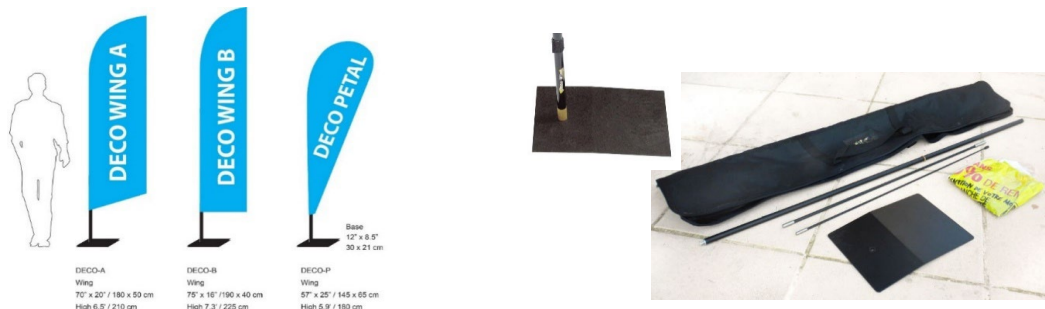 DECO WING A
DECO WING B
DECO PETAL
Base
12" x 8.5"
30 x 21 cm
DECO-A
Wing
70" x 20" / 180 x 50 cm
High 6.5' / 210 cm
DECO-B
Wing
75" x 16" /190 x 40 cm
High 7.3' / 225 cm
DECO-P
Wing
57" x 25" / 145 x 65 cm
High 5.9' / 180 cm
% DE